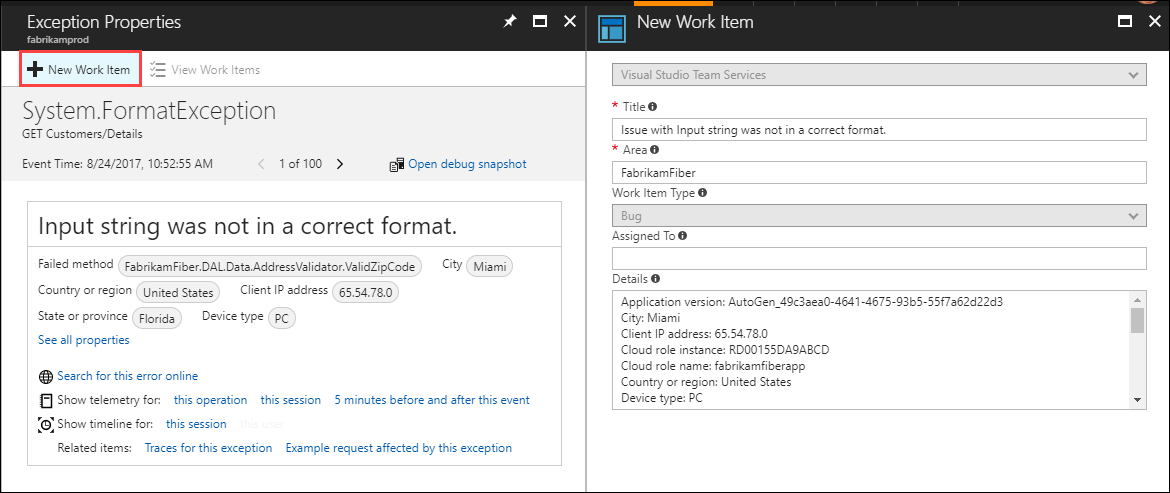 Exception Properties
fabrikamprod
New Work Item View Work Items
System.FormatException
GET Customers/Details
Event Time: 8/24/2017, 10:52:55 AM 1 of 100 Open debug snapshot
Input string was not in a correct format.
Failed method FabrikamFiber.DAL.Data.AddressValidator.ValidZipCode City Miami
Country or region United States Client IP address 65.54.78.0
State or province Florida Device type PC
See all properties
Search for this error online
Show telemetry for: this operation this session 5 minutes before and after this event
Show timeline for: this session this user
Related items: Traces for this exception Example request affected by this exception
New Work Item
Visual Studio Team Services
* Title
Issue with Input string was not in a correct format.
* Area
FabrikamFiber
Work Item Type
Bug
Assigned To
Details
Application version: AutoGen_49c3aea0-4641-4675-93b5-55f7a62d22d3
City: Miami
Client IP address: 65.54.78.0
Cloud role instance: RD00155DA9ABCD
Cloud role name: fabrikamfiberapp
Country or region: United States
Device type: PC